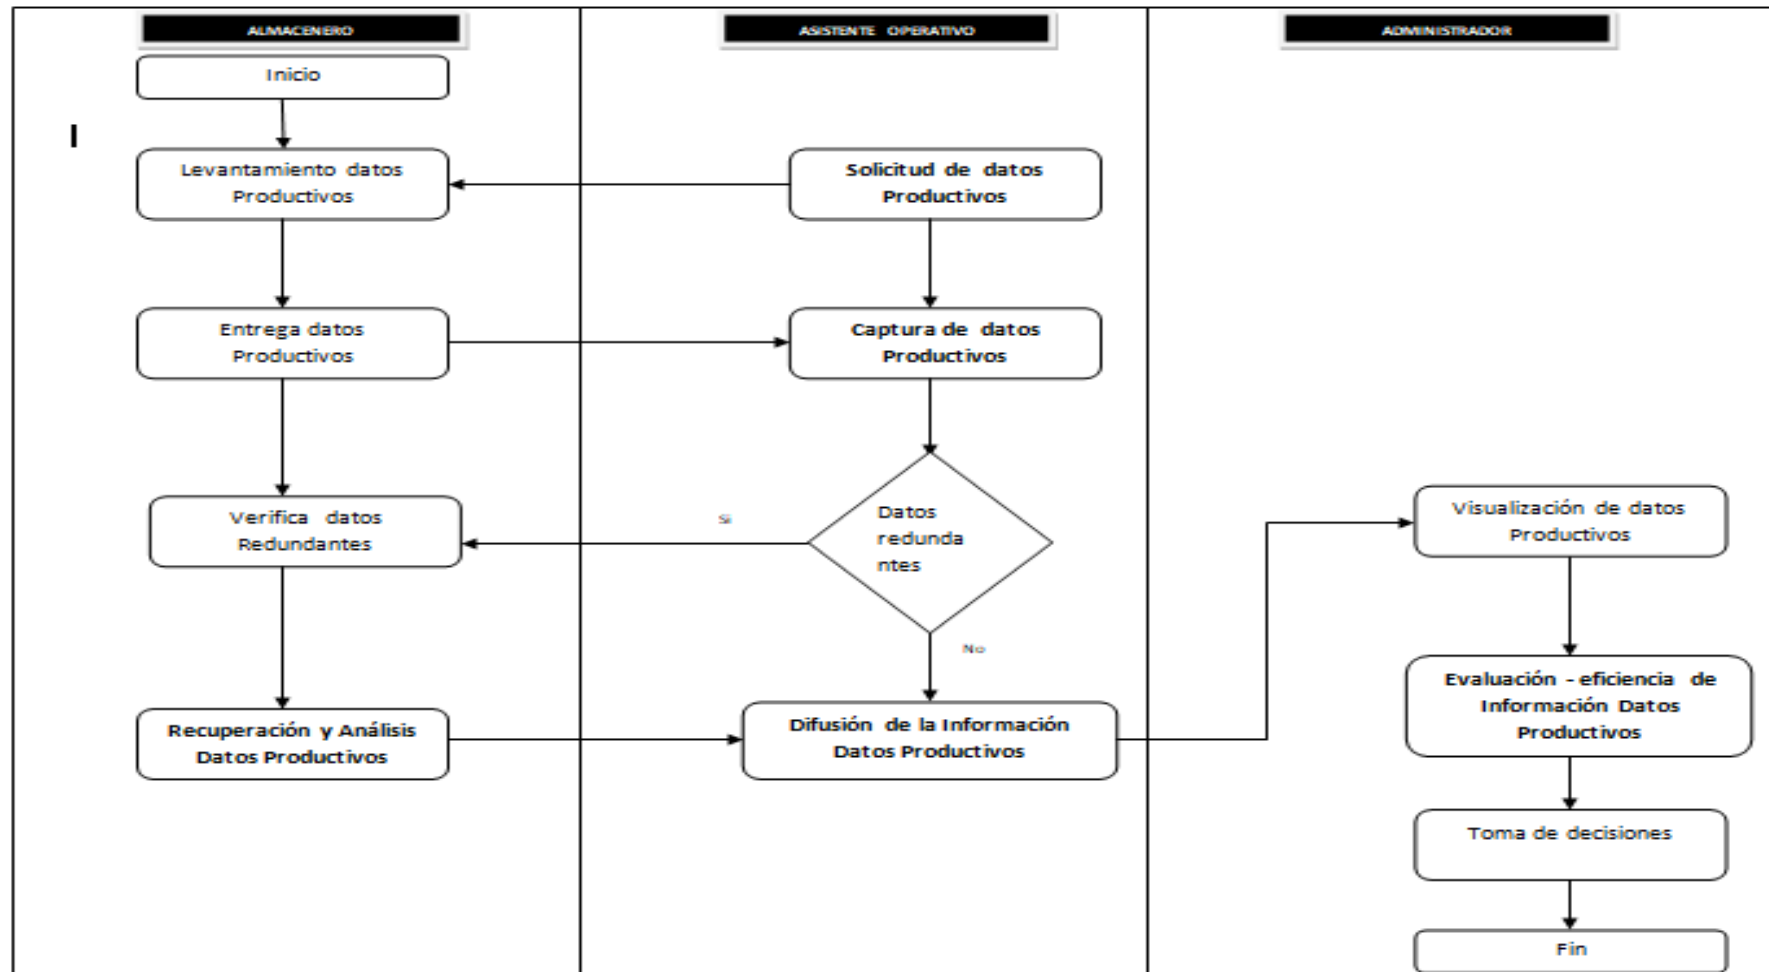 ALMACENERO
ASISTENTE OPERATIVO
ADMINISTRADOR
Inicio
I
Levantamiento datos
Productivos
Solicitud de datos
Productivos
Entrega datos
Productivos
Captura de datos
Productivos
Verifica datos
Redundantes
Si
Datos
redunda
ntes
No
Visualización de datos
Productivos
Recuperación y Análisis
Datos Productivos
Difusión de la Información
Datos Productivos
Evaluación - eficiencia de
Información Datos
Productivos
Toma de decisiones
Fin